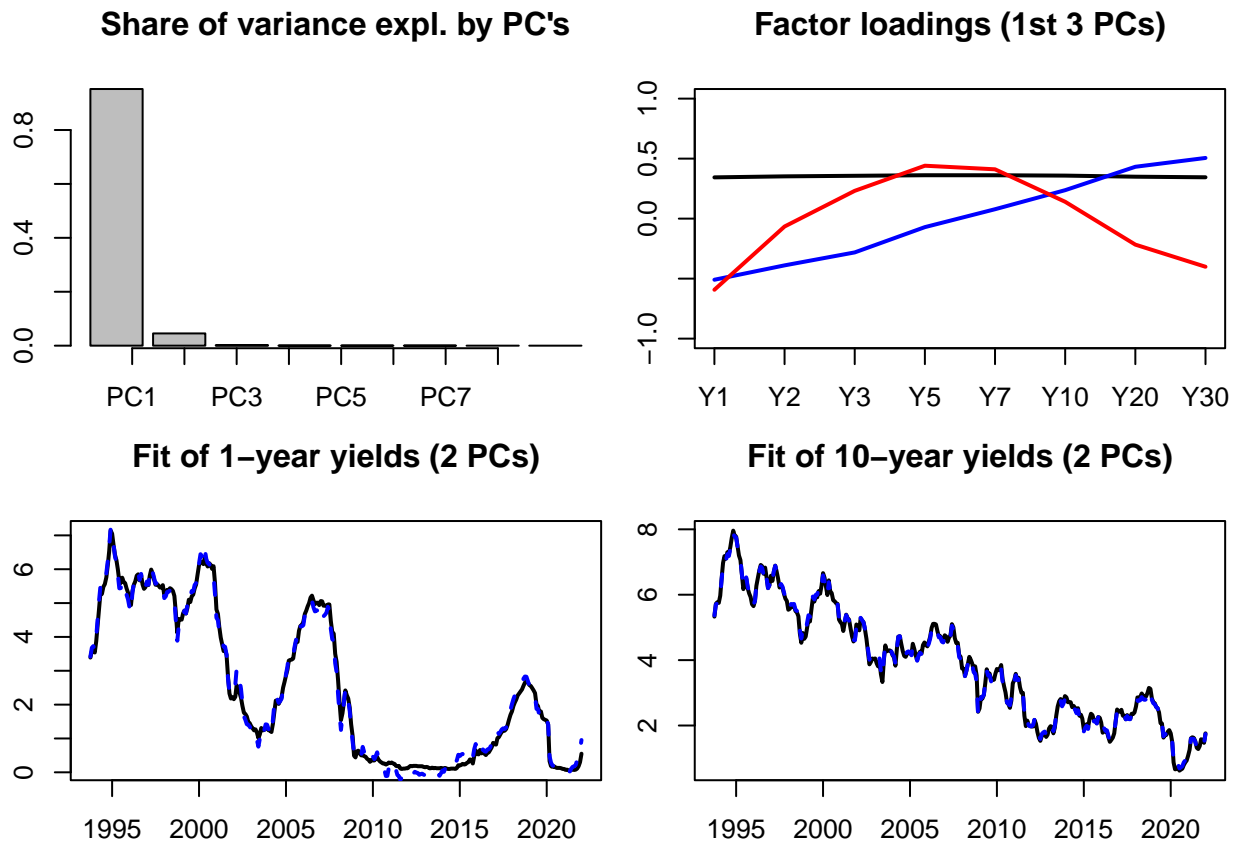 Share of variance expl. by PC's
0.8
0.4
0.0
PC1 PC3 PC5 PC7
Factor loadings (1st 3 PCs)
1.0
0.5
0.0
−1.0
Y1 Y2 Y3 Y5 Y7 Y10 Y20 Y30
Fit of 1−year yields (2 PCs)
6
4
2
0
1995 2000 2005 2010 2015 2020
Fit of 10−year yields (2 PCs)
8
6
4
2
1995 2000 2005 2010 2015 2020